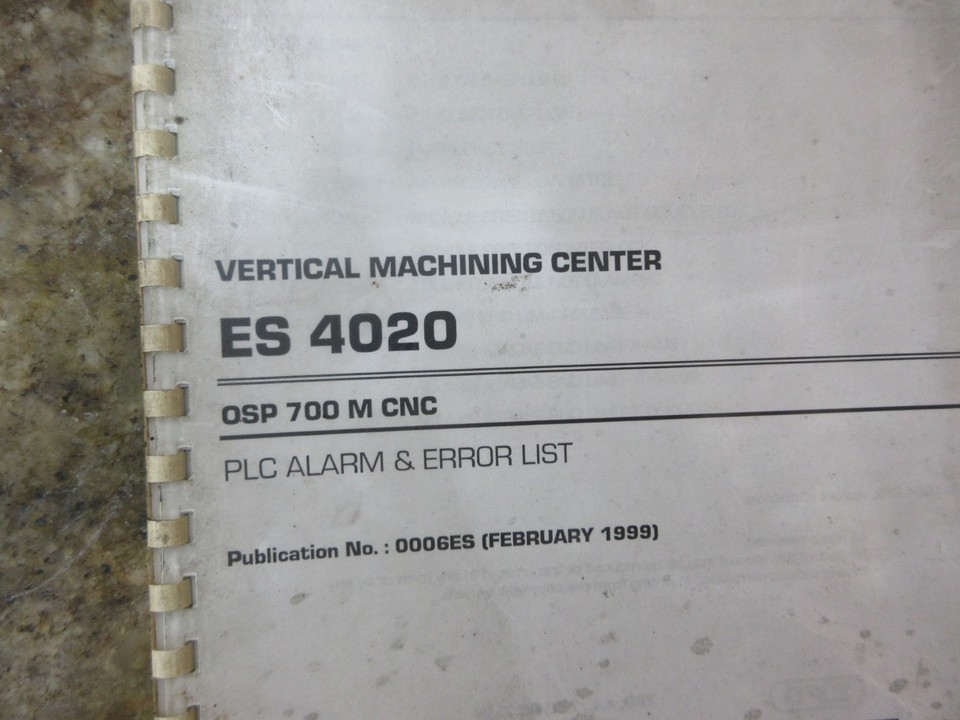 VERTICAL MACHINING CENTER
ES 4020
OSP 700 M CNC
PLC ALARM & ERROR LIST
Publication No. : 0006ES (FEBRUARY 1999)